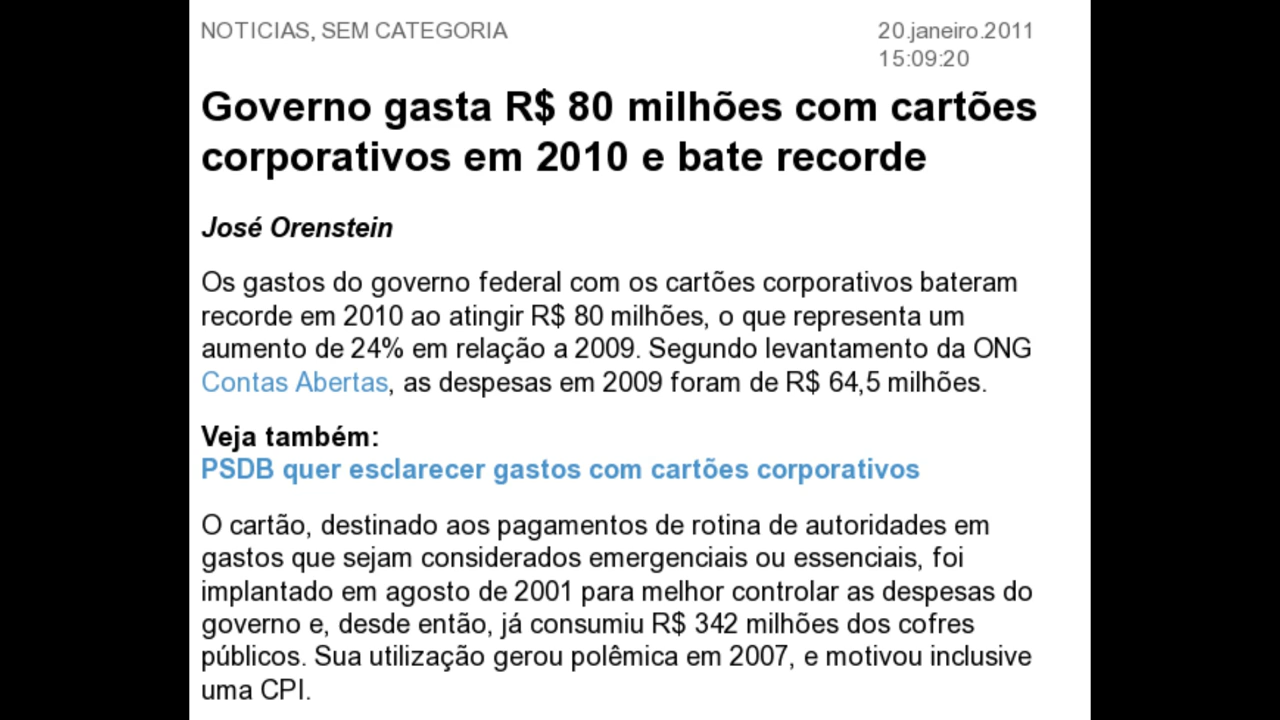 NOTICIAS, SEM CATEGORIA
20.janeiro.2011
15:09:20
Governo gasta R$ 80 milhões com cartões
corporativos em 2010 e bate recorde
José Orenstein
Os gastos do governo federal com os cartões corporativos bateram
recorde em 2010 ao atingir R$ 80 milhões, o que representa um
aumento de 24% em relação a 2009. Segundo levantamento da ONG
Contas Abertas, as despesas em 2009 foram de R$ 64,5 milhões.
Veja também:
PSDB quer esclarecer gastos com cartões corporativos
O cartão, destinado aos pagamentos de rotina de autoridades em
gastos que sejam considerados emergenciais ou essenciais, foi
implantado em agosto de 2001 para melhor controlar as despesas do
governo e, desde então, já consumiu R$ 342 milhões dos cofres
públicos. Sua utilização gerou polêmica em 2007, e motivou inclusive
uma CPI.